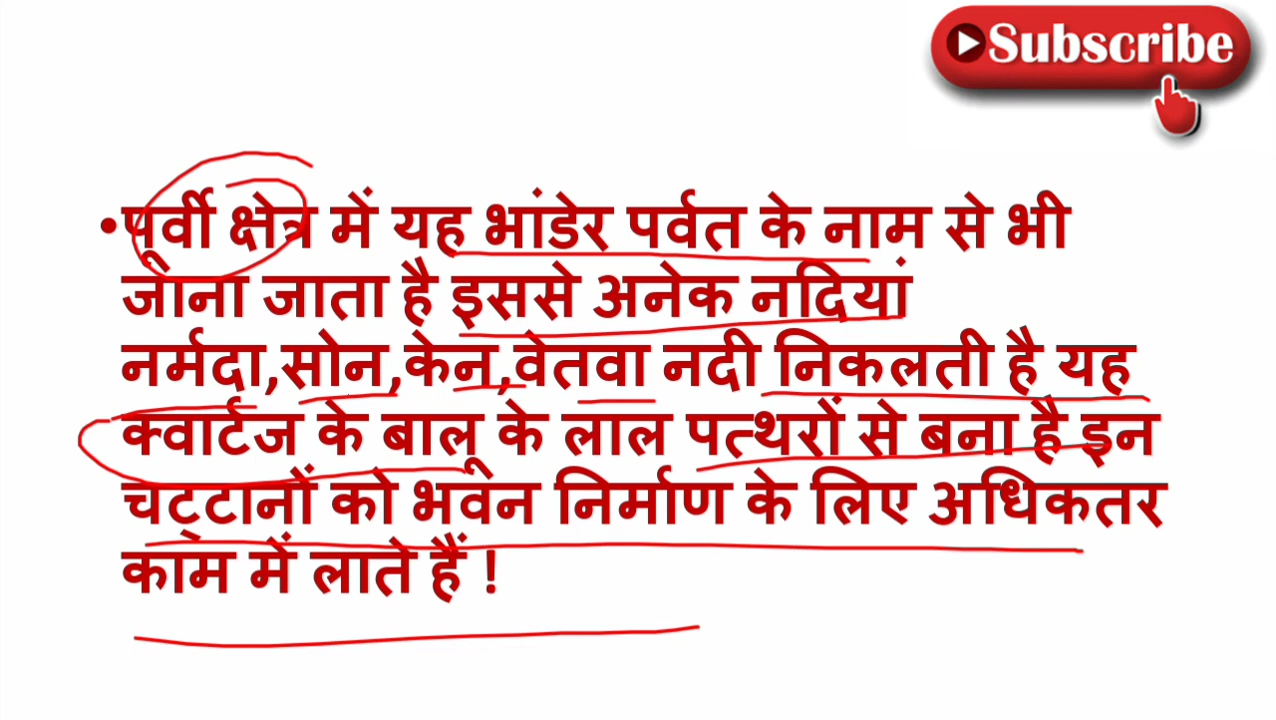 Subscribe
•पूर्वी क्षेत्र में यह भांडेर पर्वत के नाम से भी
जाना जाता है इससे अनेक नदियां
नर्मदा,सोन,केन,वेतवा नदी निकलती है यह
क्वार्टज के बालू के लाल पत्थरों से बना है इन
चट्टानों को भवन निर्माण के लिए अधिकतर
काम में लाते हैं !